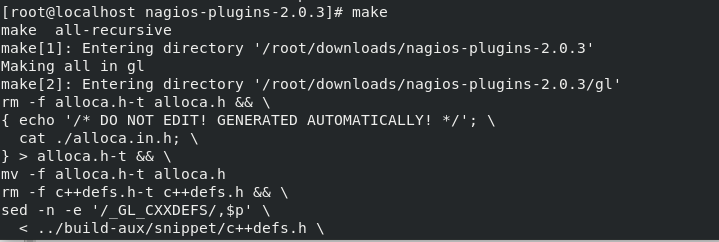 [root@localhost nagios-plugins-2.0.3]# make
make  all-recursive
make[1]: Entering directory '/root/downloads/nagios-plugins-2.0.3'
Making all in gl
make[2]: Entering directory '/root/downloads/nagios-plugins-2.0.3/gl'
rm -f alloca.h-t alloca.h && \
{ echo '/* DO NOT EDIT! GENERATED AUTOMATICALLY! */'; \
  cat ./alloca.in.h; \
} > alloca.h-t && \
mv -f alloca.h-t alloca.h
rm -f c++defs.h-t c++defs.h && \
sed -n -e '/_GL_CXXDEFS/,$p' \
  < ../build-aux/snippet/c++defs.h \